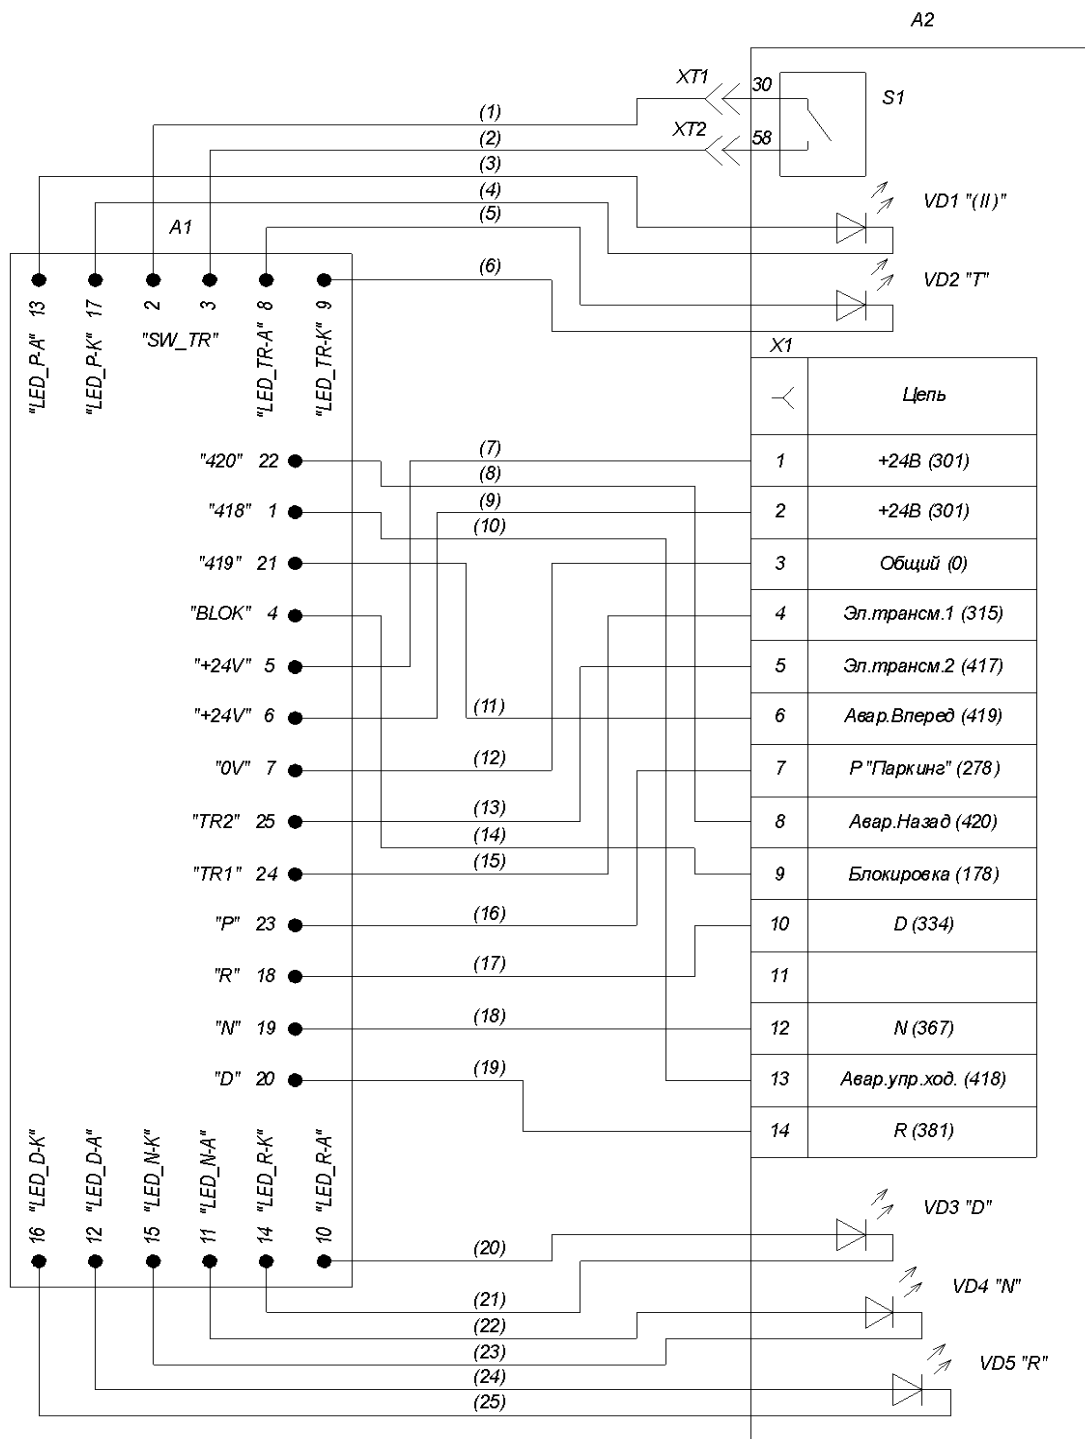 A2
XT1
30
S1
(1)
XT2
58
(2)
(3)
(4)
VD1 "(II)"
(5)
A1
(6)
VD2 "T"
13 "LED_P-A"
17 "LED_P-K"
2
3
"SW_TR"
8 "LED_TR-A"
9 "LED_TR-K"
X1
Цепь
"420" 22
(7)
1 +24В (301)
(8)
"418" 1
(9)
2 +24В (301)
(10)
"419" 21
3 Общий (0)
"BLOK" 4
4 Эл.трансм.1 (315)
"+24V" 5
5 Эл.трансм.2 (417)
"+24V" 6
(11)
6 Авар.Вперед (419)
"0V" 7
(12)
7 P "Паркинг" (278)
"TR2" 25
(13)
8 Авар.Назад (420)
(14)
"TR1" 24
(15)
9 Блокировка (178)
"P" 23
(16)
10 D (334)
"R" 18
(17)
11
"N" 19
(18)
12 N (367)
"D" 20
(19)
13 Авар.упр.ход. (418)
14 R (381)
16 "LED_D-K"
12 "LED_D-A"
15 "LED_N-K"
11 "LED_N-A"
14 "LED_R-K"
10 "LED_R-A"
VD3 "D"
(20)
VD4 "N"
(21)
(22)
(23)
VD5 "R"
(24)
(25)